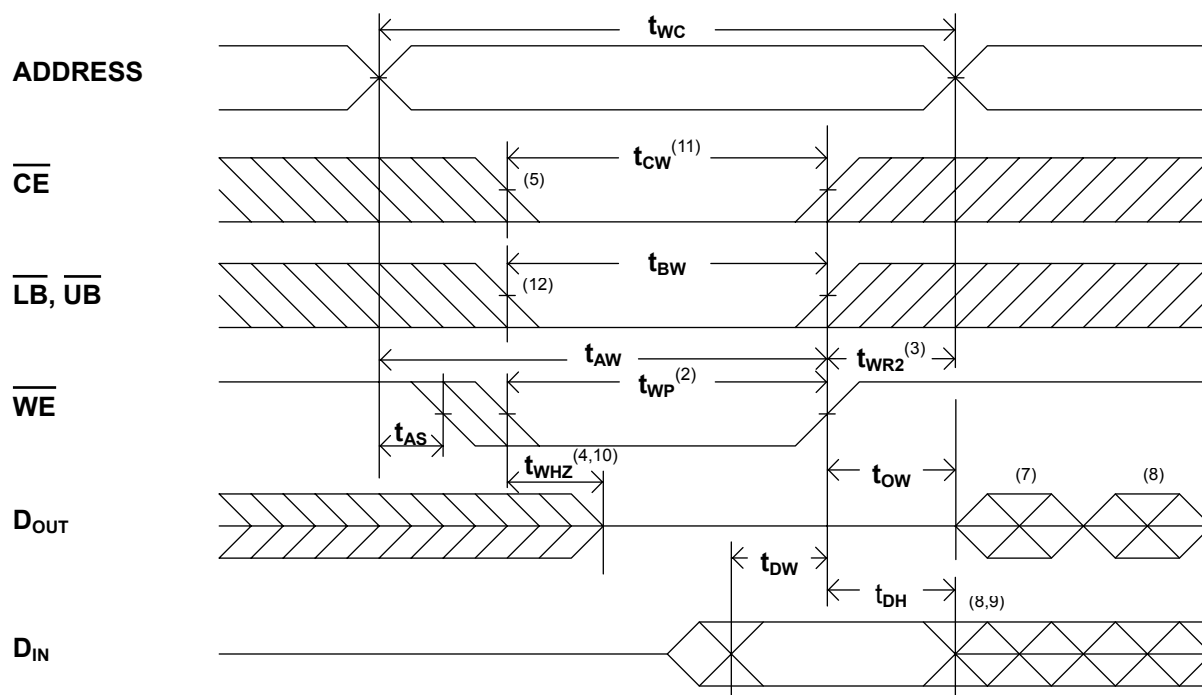 tWC
ADDRESS
CE
tCW(11)
(5)
LB, UB
tBW
(12)
tAW
tWR2(3)
WE
tWP(2)
tAS
tWHZ(4,10)
tOW
(7)
(8)
DOUT
tDW
tDH
(8,9)
DIN